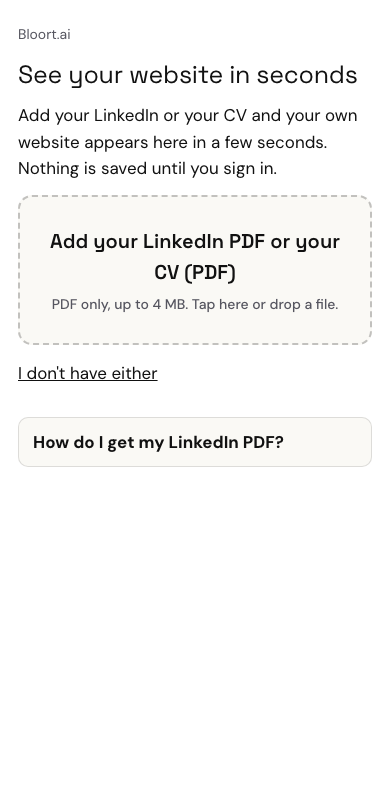 Bloort.ai
See your website in seconds
Add your LinkedIn or your CV and your own
website appears here in a few seconds.
Nothing is saved until you sign in.
Add your LinkedIn PDF or your
CV (PDF)
PDF only, up to 4 MB. Tap here or drop a file.
I don't have either
How do I get my LinkedIn PDF?